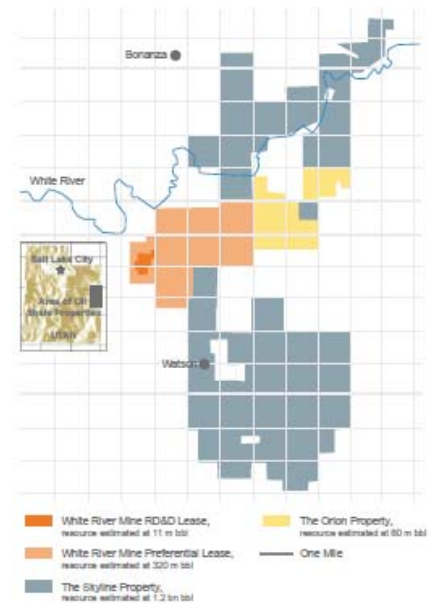 Bonanza
White River
Salt Lake City
Area of Oil
Shale Properties
UTAH
Watson
White River Mine RD&D Lease,
resource estimated at 11 m bbl
White River Mine Preferential Lease,
resource estimated at 320 m bbl
The Skyline Property,
resource estimated at 1.2 bn bbl
The Orion Property,
resource estimated at 60 m bbl
One Mile